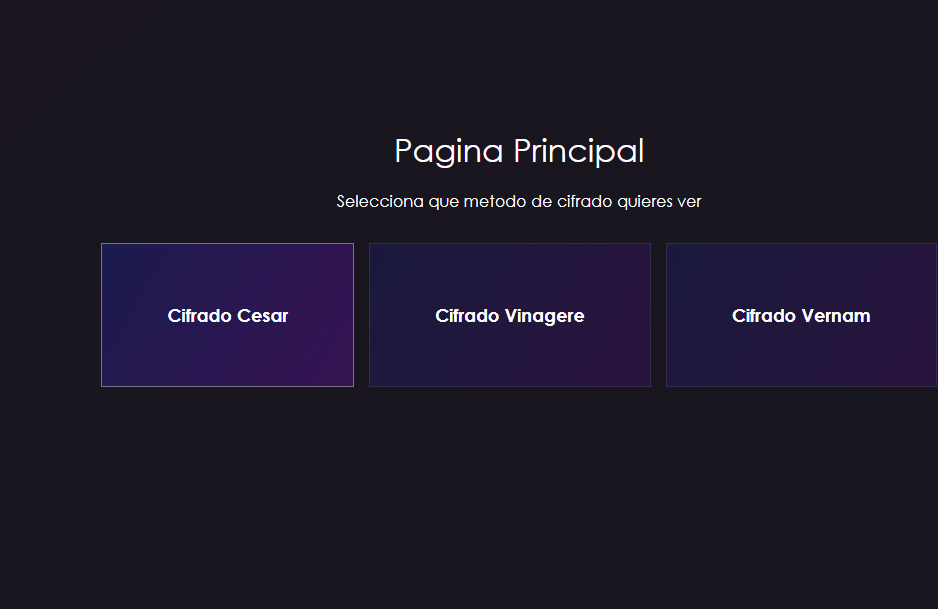 Pagina Principal
Selecciona que metodo de cifrado quieres ver
Cifrado Cesar
Cifrado Vinagere
Cifrado Vernam